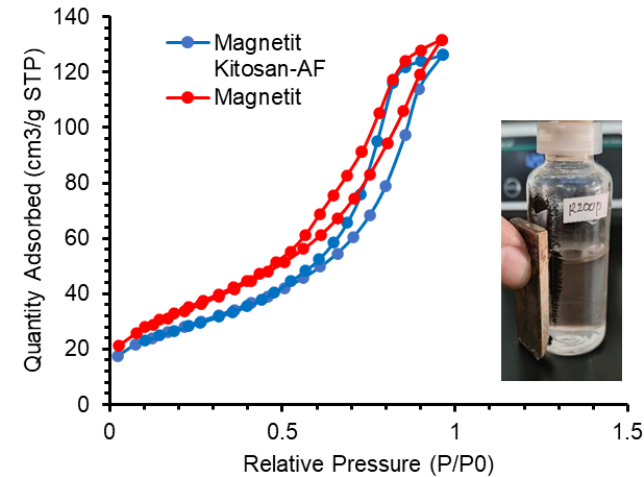 140
120
100
80
60
40
20
0
Quantity Adsorbed (cm3/g STP)
Magnetit
Kitosan-AF
Magnetit
R200P
0
0.5
1
1.5
Relative Pressure (P/P0)